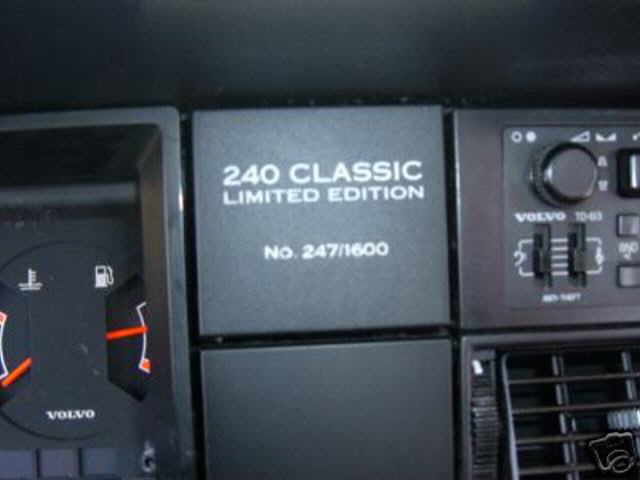 240 CLASSIC
LIMITED EDITION
No. 247/1600
VOLVO
VOLVO